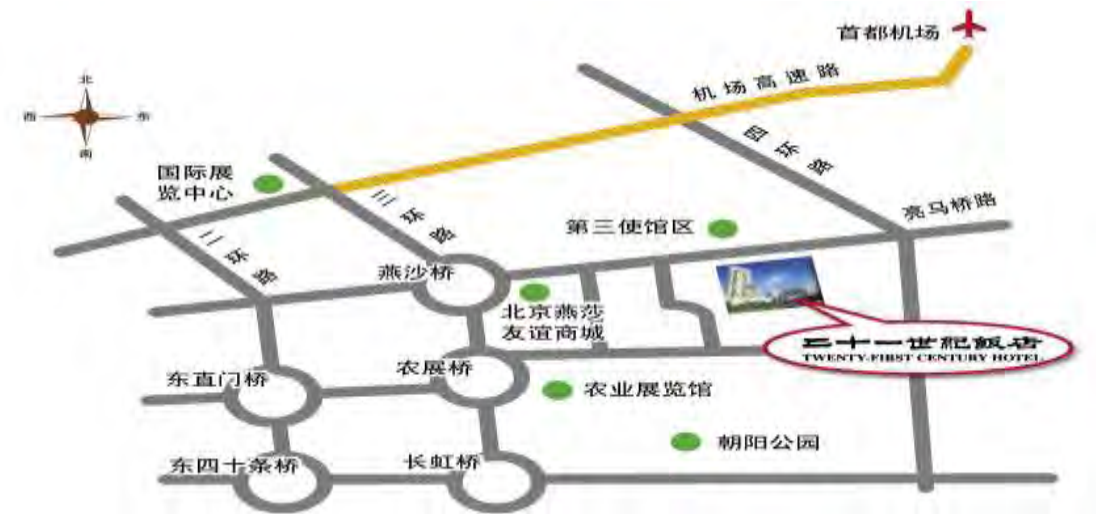 首都机场
机场高速路
北
西
东
南
四环路
国际展
览中心
三环路
亮马桥路
第三使馆区
二环路
燕沙桥
北京燕莎
友谊商城
二十一世紀飯店
TWENTY-FIRST CENTURY HOTEL
农展桥
东直门桥
农业展览馆
朝阳公园
长虹桥
东四十条桥